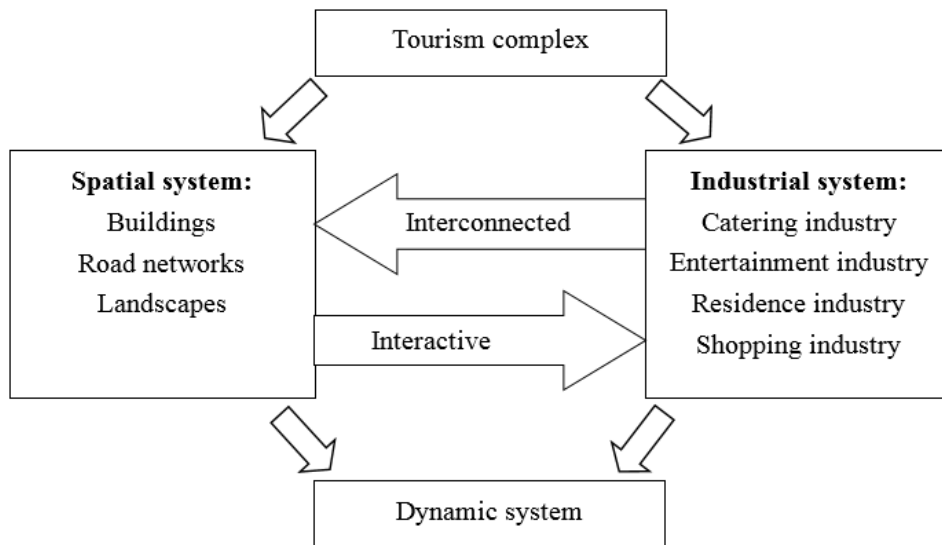 Tourism complex
Spatial system:
Buildings
Road networks
Landscapes
Interconnected
Interactive
Industrial system:
Catering industry
Entertainment industry
Residence industry
Shopping industry
Dynamic system